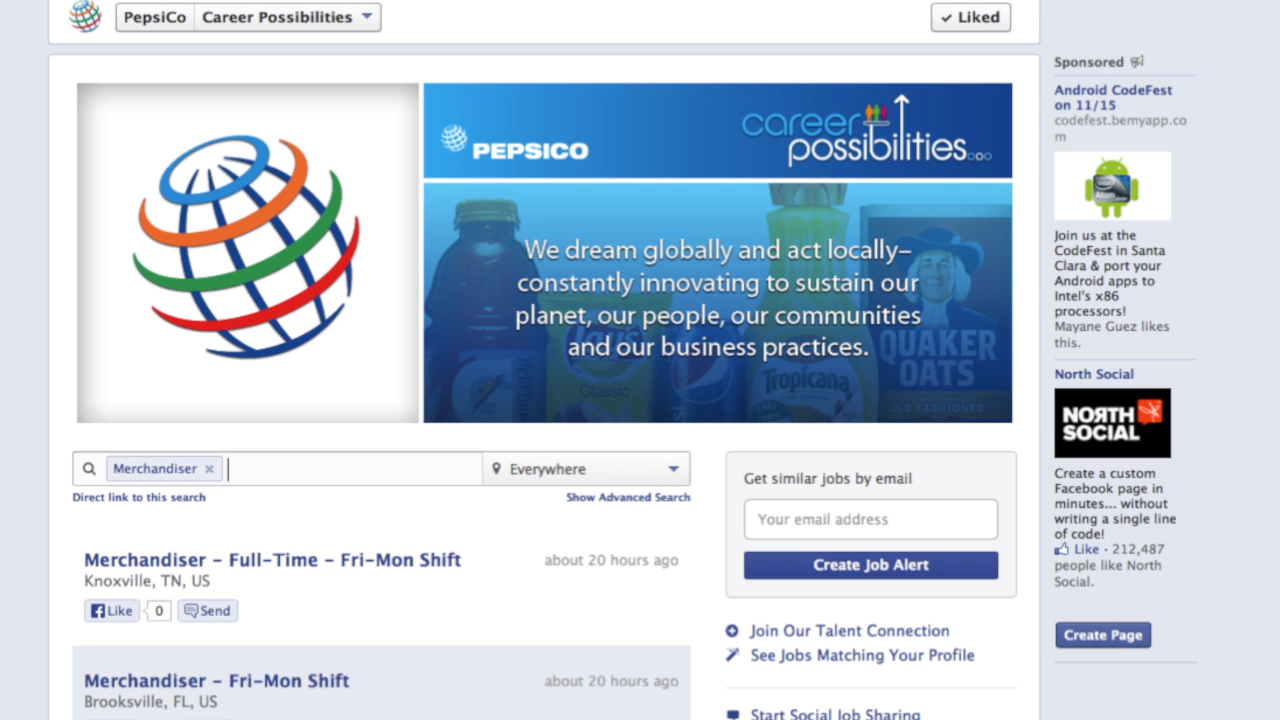 PepsiCo Career Possibilities
Liked
PEPSICO
career
possibilities...
We dream globally and act locally–
constantly innovating to sustain our
planet, our people, our communities
and our business practices.
Lay's
Classic
PERFORM
Tropicana
QUAKER
OATS
OLD FASHIONED
Merchandiser ×
Everywhere
Direct link to this search
Show Advanced Search
Merchandiser – Full-Time – Fri-Mon Shift
about 20 hours ago
Knoxville, TN, US
Like 0 Send
Merchandiser – Fri-Mon Shift
about 20 hours ago
Brooksville, FL, US
Get similar jobs by email
Your email address
Create Job Alert
Join Our Talent Connection
See Jobs Matching Your Profile
Start Social Job Sharing
Sponsored
Android CodeFest
on 11/15
codefest.bemyapp.co
m
intel
Atom
Join us at the
CodeFest in Santa
Clara & port your
Android apps to
Intel's x86
processors!
Mayane Guez likes
this.
North Social
NORTH
SOCIAL
Create a custom
Facebook page in
minutes... without
writing a single line
of code!
Like · 212,487
people like North
Social.
Create Page